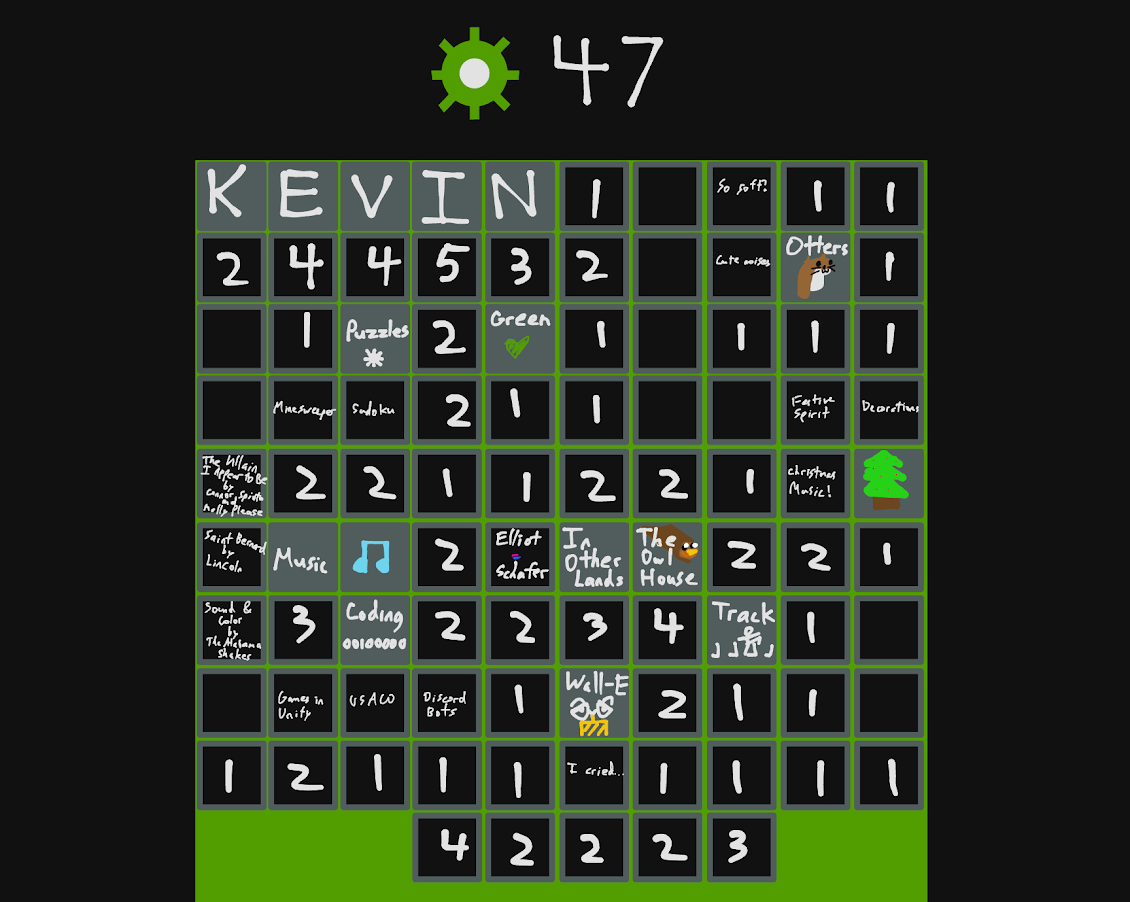 47
K E V I N 1 So soft! 1 1
2 4 4 5 3 2 Cute noises Otters 1
1 Puzzles 2 Green 1 1 1 1
Minesweeper Sudoku 2 1 1 Festive
Spirit Decorations
The Villain
I Appear to Be
by
Connor Spiotto
and
Molly Please 2 2 1 1 2 2 1 Christmas
Music!
Saint Bernard
by
Lincoln Music 2 Elliot
Schafer In
Other
Lands The
Owl
House 2 2 1
Sound &
Color
by
The Alabama
Shakes 3 Coding
00100000 2 2 3 4 Track 1
Games in
Unity USACO Discord
Bots 1 Wall-E 2 1 1
1 2 1 1 1 I cried... 1 1 1 1
4 2 2 2 3